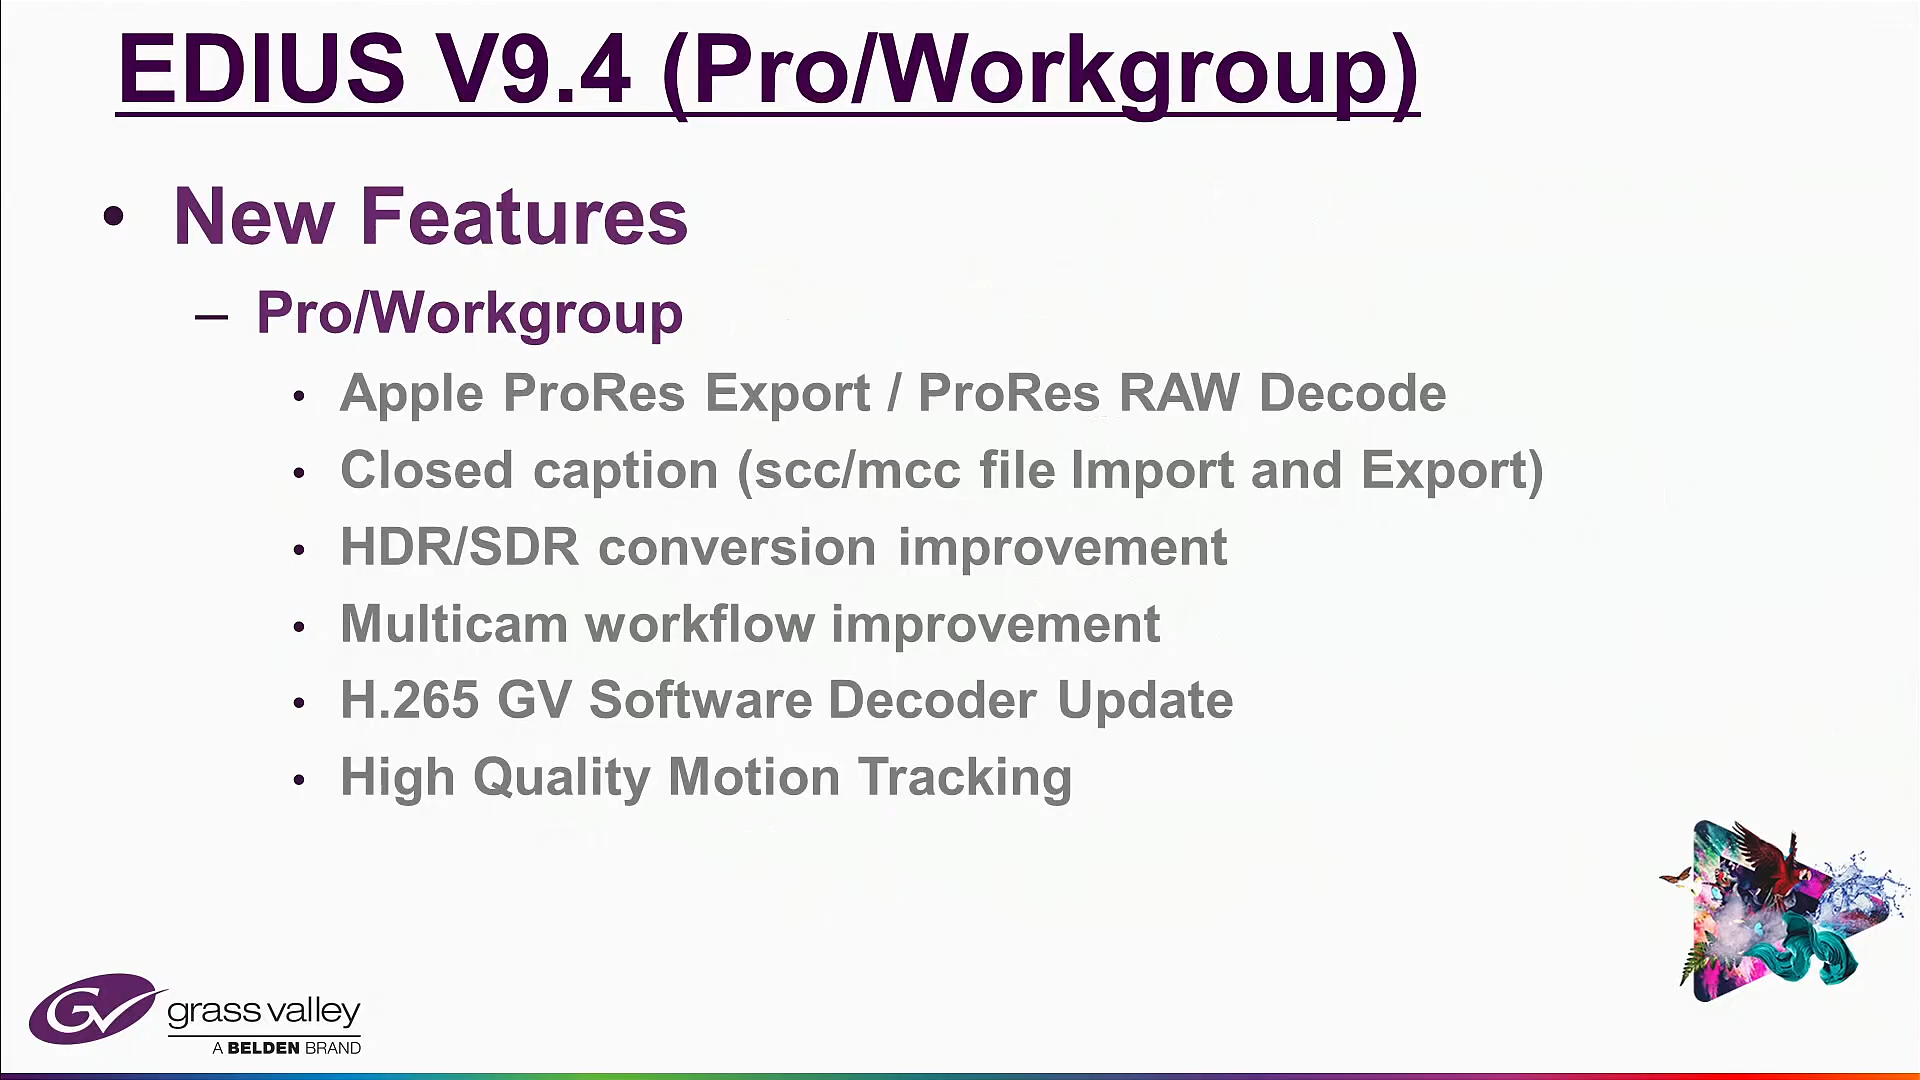 EDIUS V9.4 (Pro/Workgroup)
• New Features
– Pro/Workgroup
• Apple ProRes Export / ProRes RAW Decode
• Closed caption (scc/mcc file Import and Export)
• HDR/SDR conversion improvement
• Multicam workflow improvement
• H.265 GV Software Decoder Update
• High Quality Motion Tracking
GV grass valley
A BELDEN BRAND